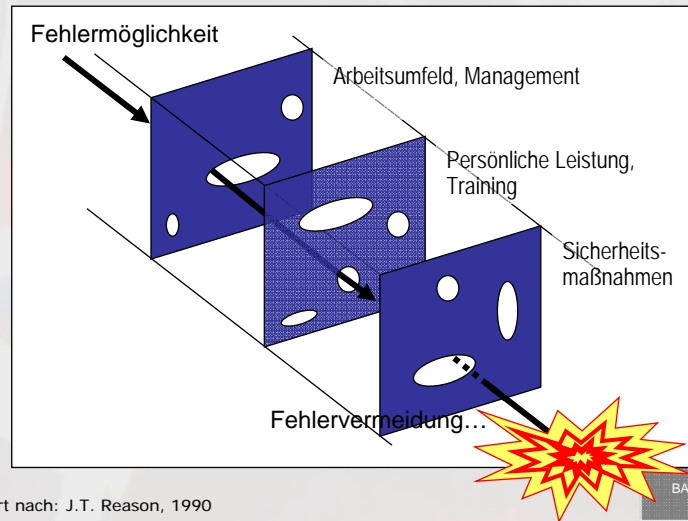 Fehlermöglichkeit
Arbeitsumfeld, Management
Persönliche Leistung,
Training
Sicherheits-
maßnahmen
Fehlervermeidung…
rt nach: J.T. Reason, 1990
BA